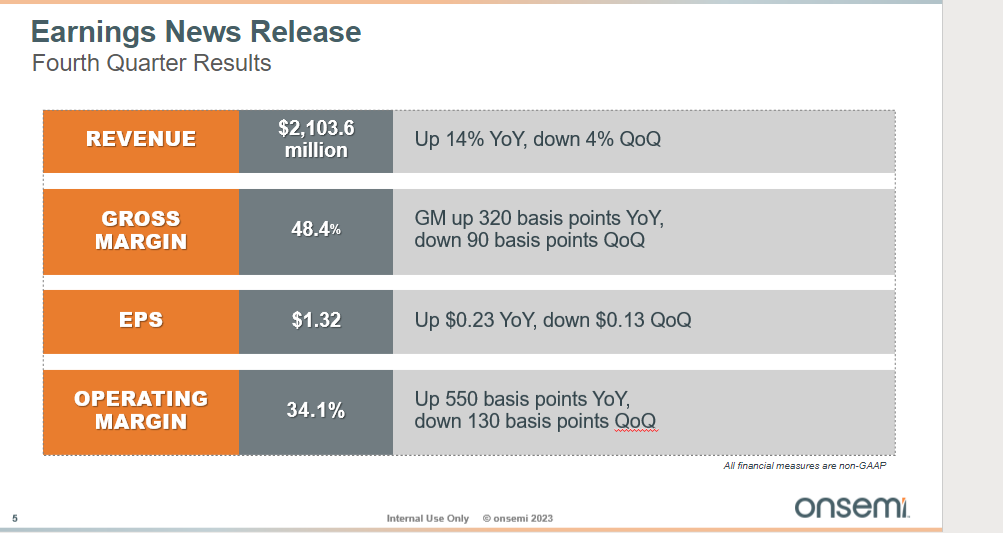 Earnings News Release
Fourth Quarter Results
REVENUE
$2,103.6
million
Up 14% YoY, down 4% QoQ
GROSS
MARGIN
48.4%
GM up 320 basis points YoY,
down 90 basis points QoQ
EPS
$1.32
Up $0.23 YoY, down $0.13 QoQ
OPERATING
MARGIN
34.1%
Up 550 basis points YoY,
down 130 basis points QoQ
All financial measures are non-GAAP
5
Internal Use Only © onsemi 2023
onsemi